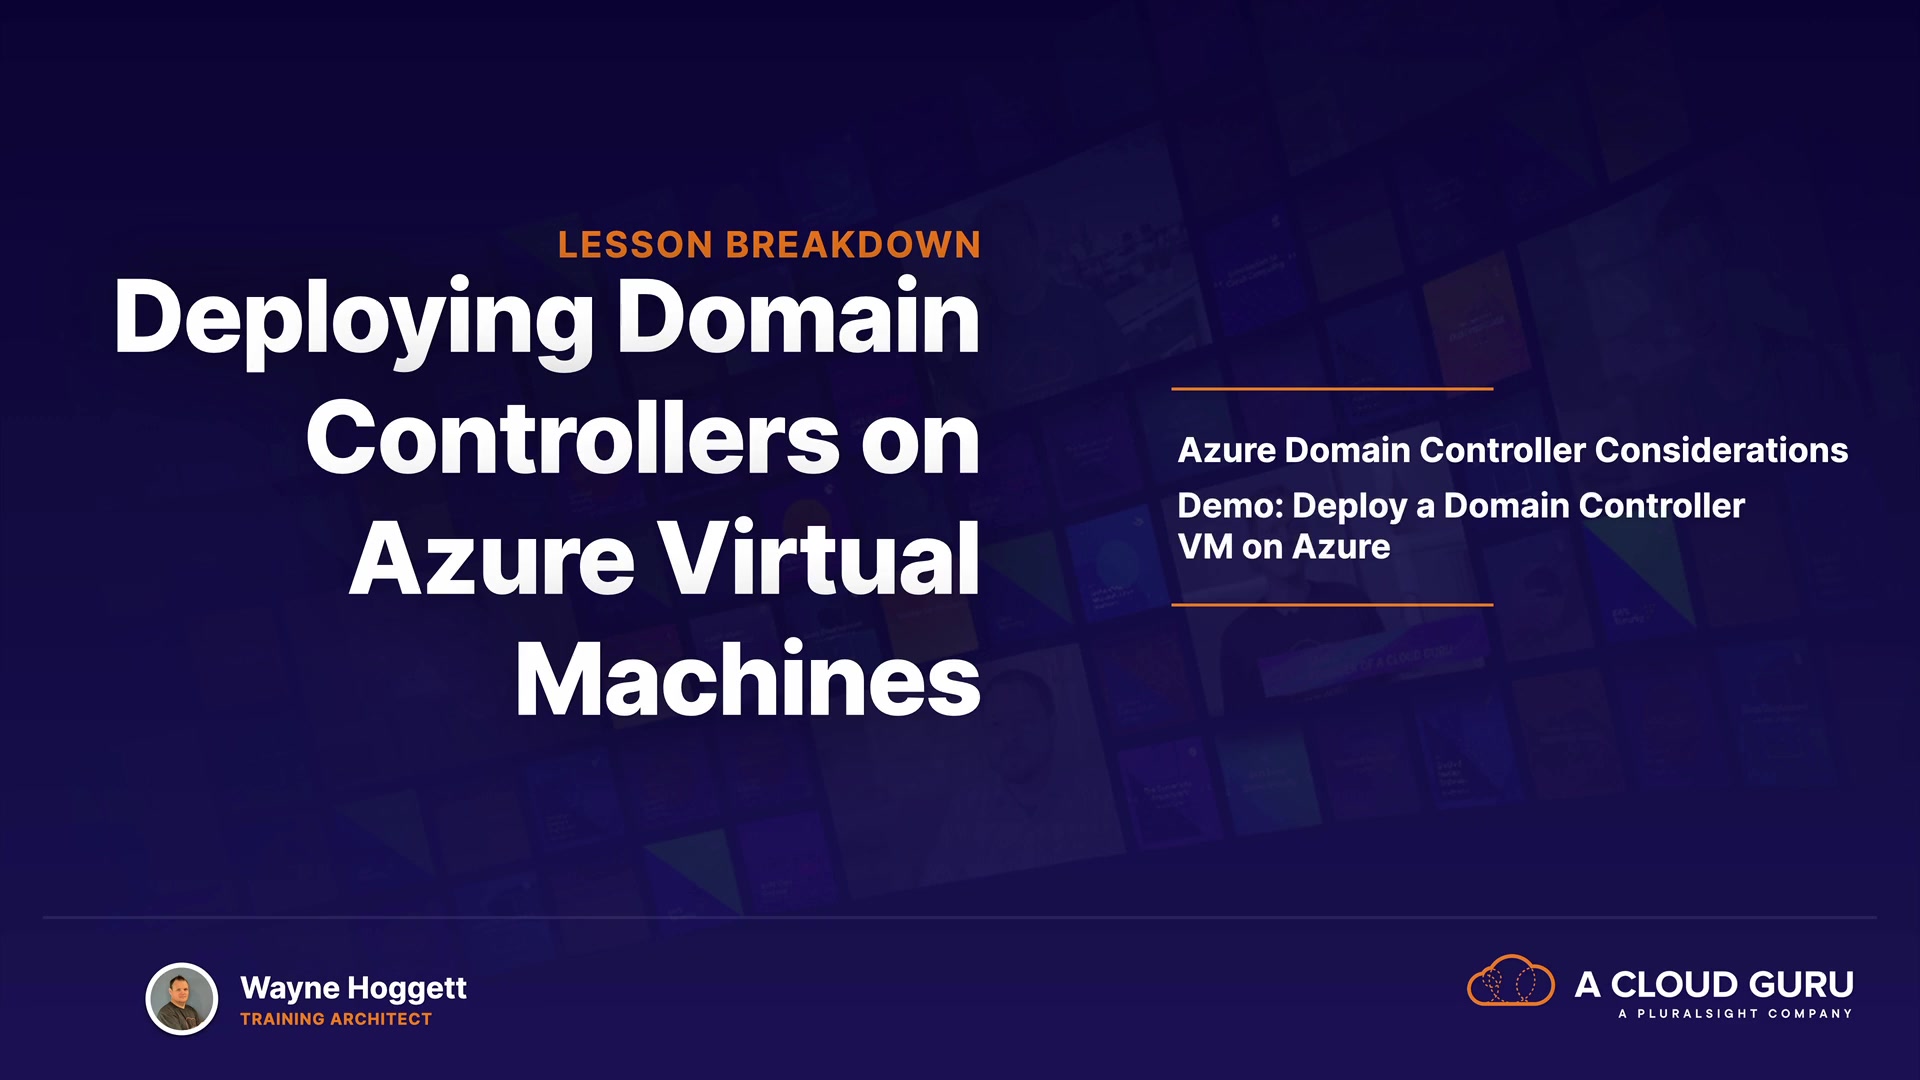 LESSON BREAKDOWN
Deploying Domain
Controllers on
Azure Virtual
Machines
Azure Domain Controller Considerations
Demo: Deploy a Domain Controller
VM on Azure
Wayne Hoggett
TRAINING ARCHITECT
A CLOUD GURU
A PLURALSIGHT COMPANY